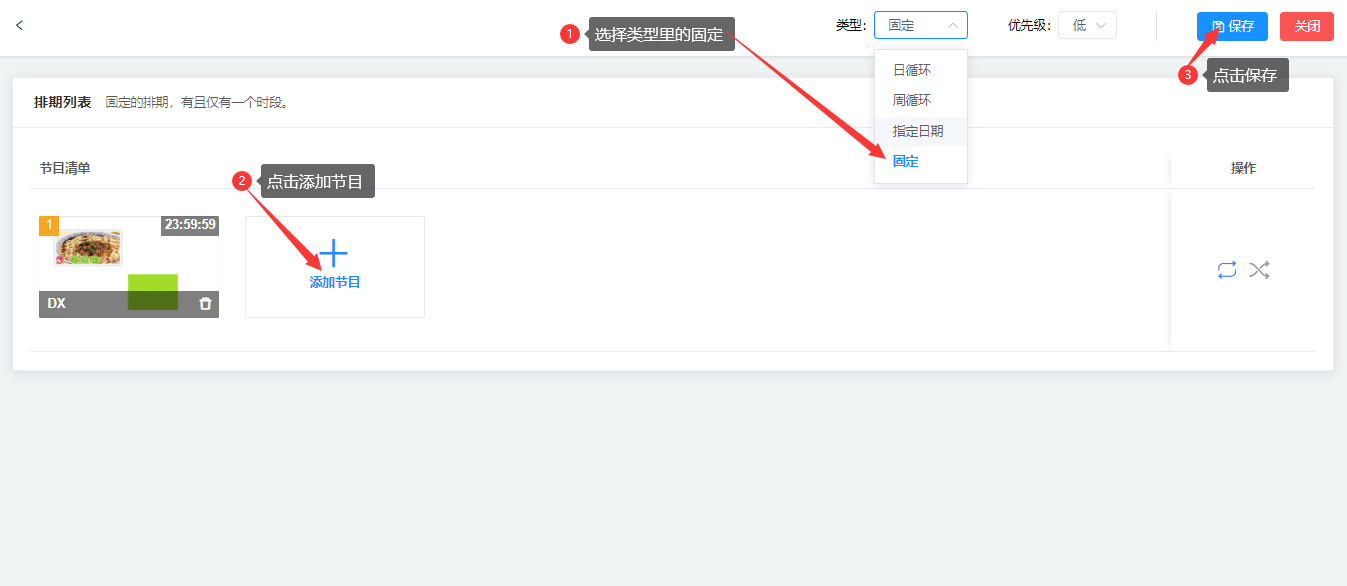 1 选择类型里的固定
类型: 固定
优先级: 低
保存
关闭
日循环
周循环
指定日期
固定
3 点击保存
排期列表 固定的排期，有且仅有一个时段。
节目清单
操作
2 点击添加节目
1
23:59:59
DX
添加节目